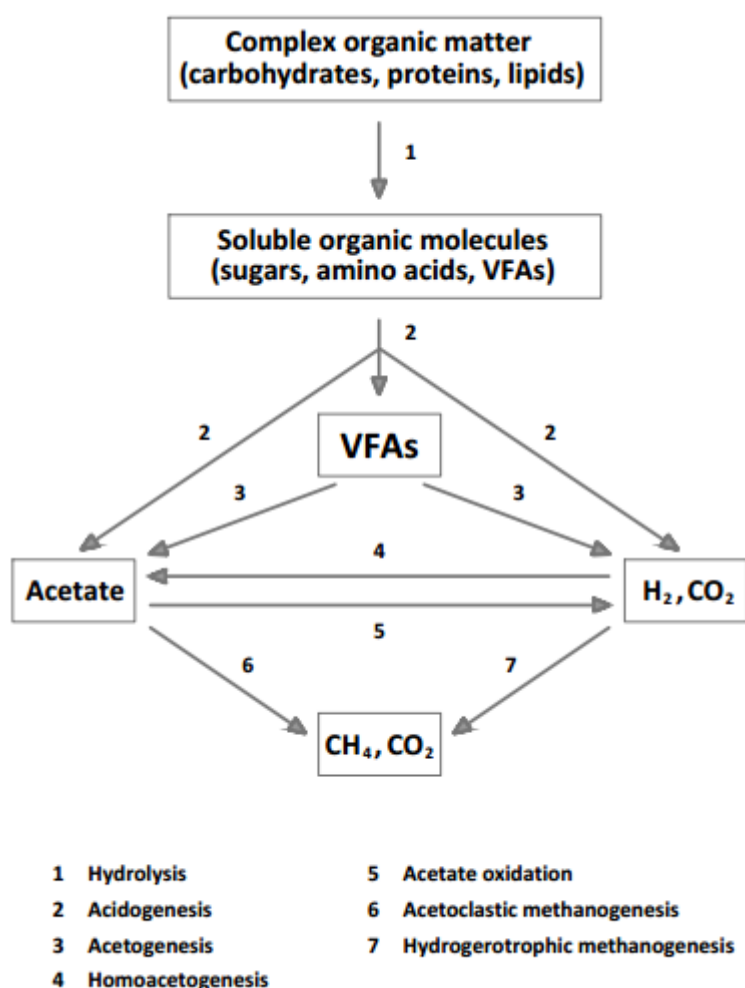 Complex organic matter
(carbohydrates, proteins, lipids)
1
Soluble organic molecules
(sugars, amino acids, VFAs)
2
2
2
VFAs
3
3
4
Acetate
H₂, CO₂
5
6
7
CH₄, CO₂
1 Hydrolysis
2 Acidogenesis
3 Acetogenesis
4 Homoacetogenesis
5 Acetate oxidation
6 Acetoclastic methanogenesis
7 Hydrogerotrophic methanogenesis